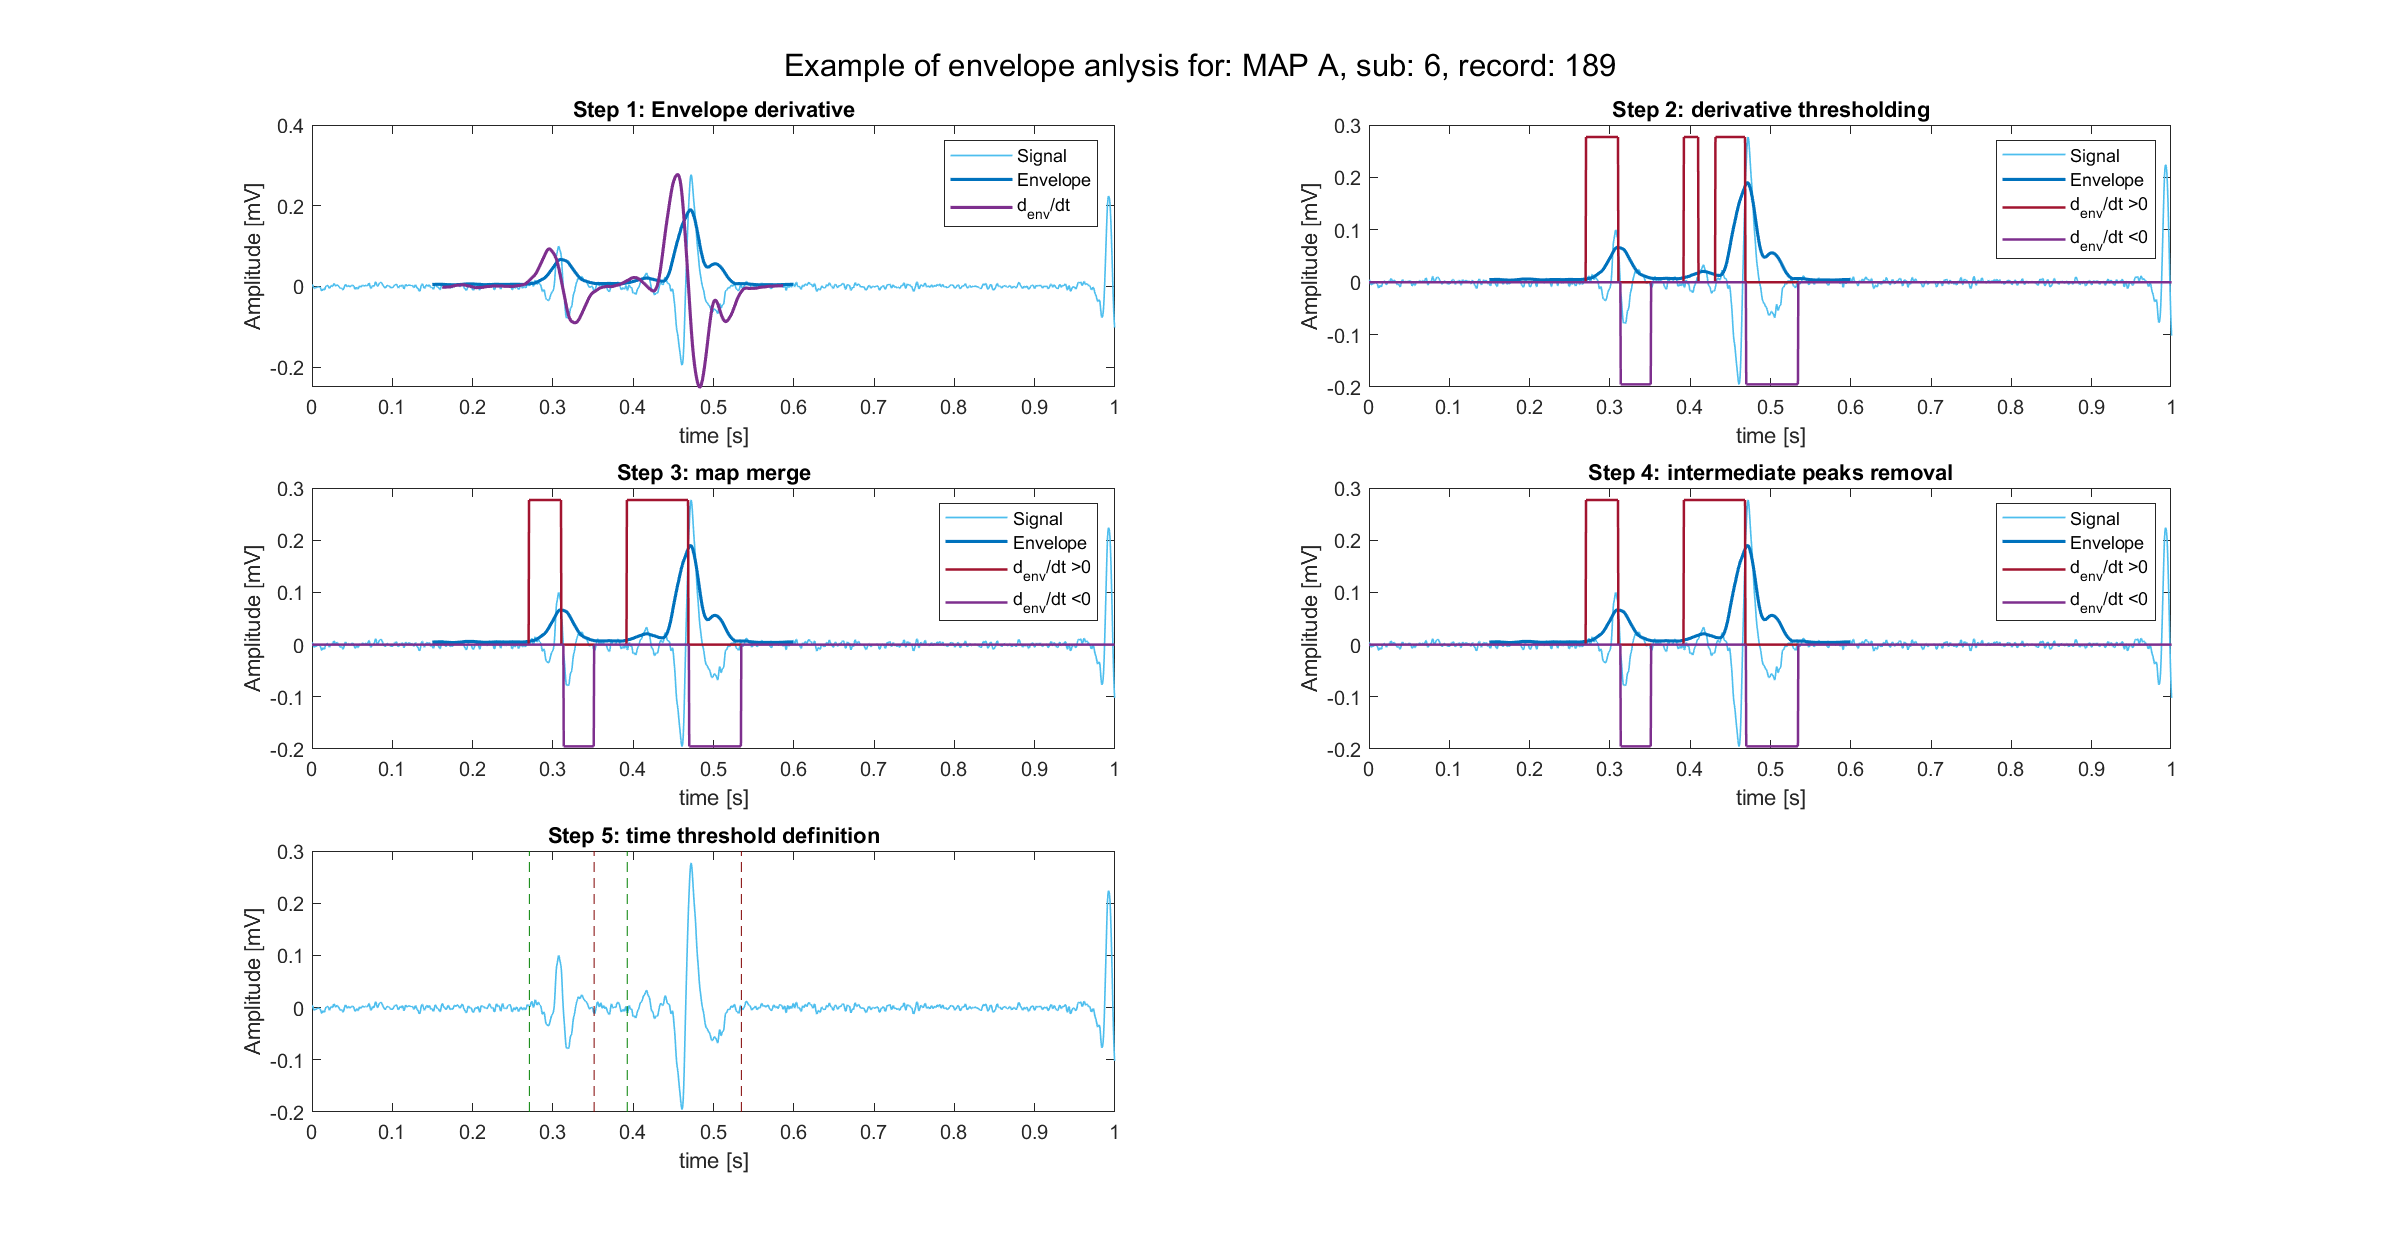 Example of envelope anlysis for: MAP A, sub: 6, record: 189
Step 1: Envelope derivative
0.4
0.2
0
-0.2
Amplitude [mV]
0 0.1 0.2 0.3 0.4 0.5 0.6 0.7 0.8 0.9 1
time [s]
Signal
Envelope
d_env/dt
Step 2: derivative thresholding
0.3
0.2
0.1
0
-0.1
-0.2
Amplitude [mV]
0 0.1 0.2 0.3 0.4 0.5 0.6 0.7 0.8 0.9 1
time [s]
Signal
Envelope
d_env/dt >0
d_env/dt <0
Step 3: map merge
0.3
0.2
0.1
0
-0.1
-0.2
Amplitude [mV]
0 0.1 0.2 0.3 0.4 0.5 0.6 0.7 0.8 0.9 1
time [s]
Signal
Envelope
d_env/dt >0
d_env/dt <0
Step 4: intermediate peaks removal
0.3
0.2
0.1
0
-0.1
-0.2
Amplitude [mV]
0 0.1 0.2 0.3 0.4 0.5 0.6 0.7 0.8 0.9 1
time [s]
Signal
Envelope
d_env/dt >0
d_env/dt <0
Step 5: time threshold definition
0.3
0.2
0.1
0
-0.1
-0.2
Amplitude [mV]
0 0.1 0.2 0.3 0.4 0.5 0.6 0.7 0.8 0.9 1
time [s]